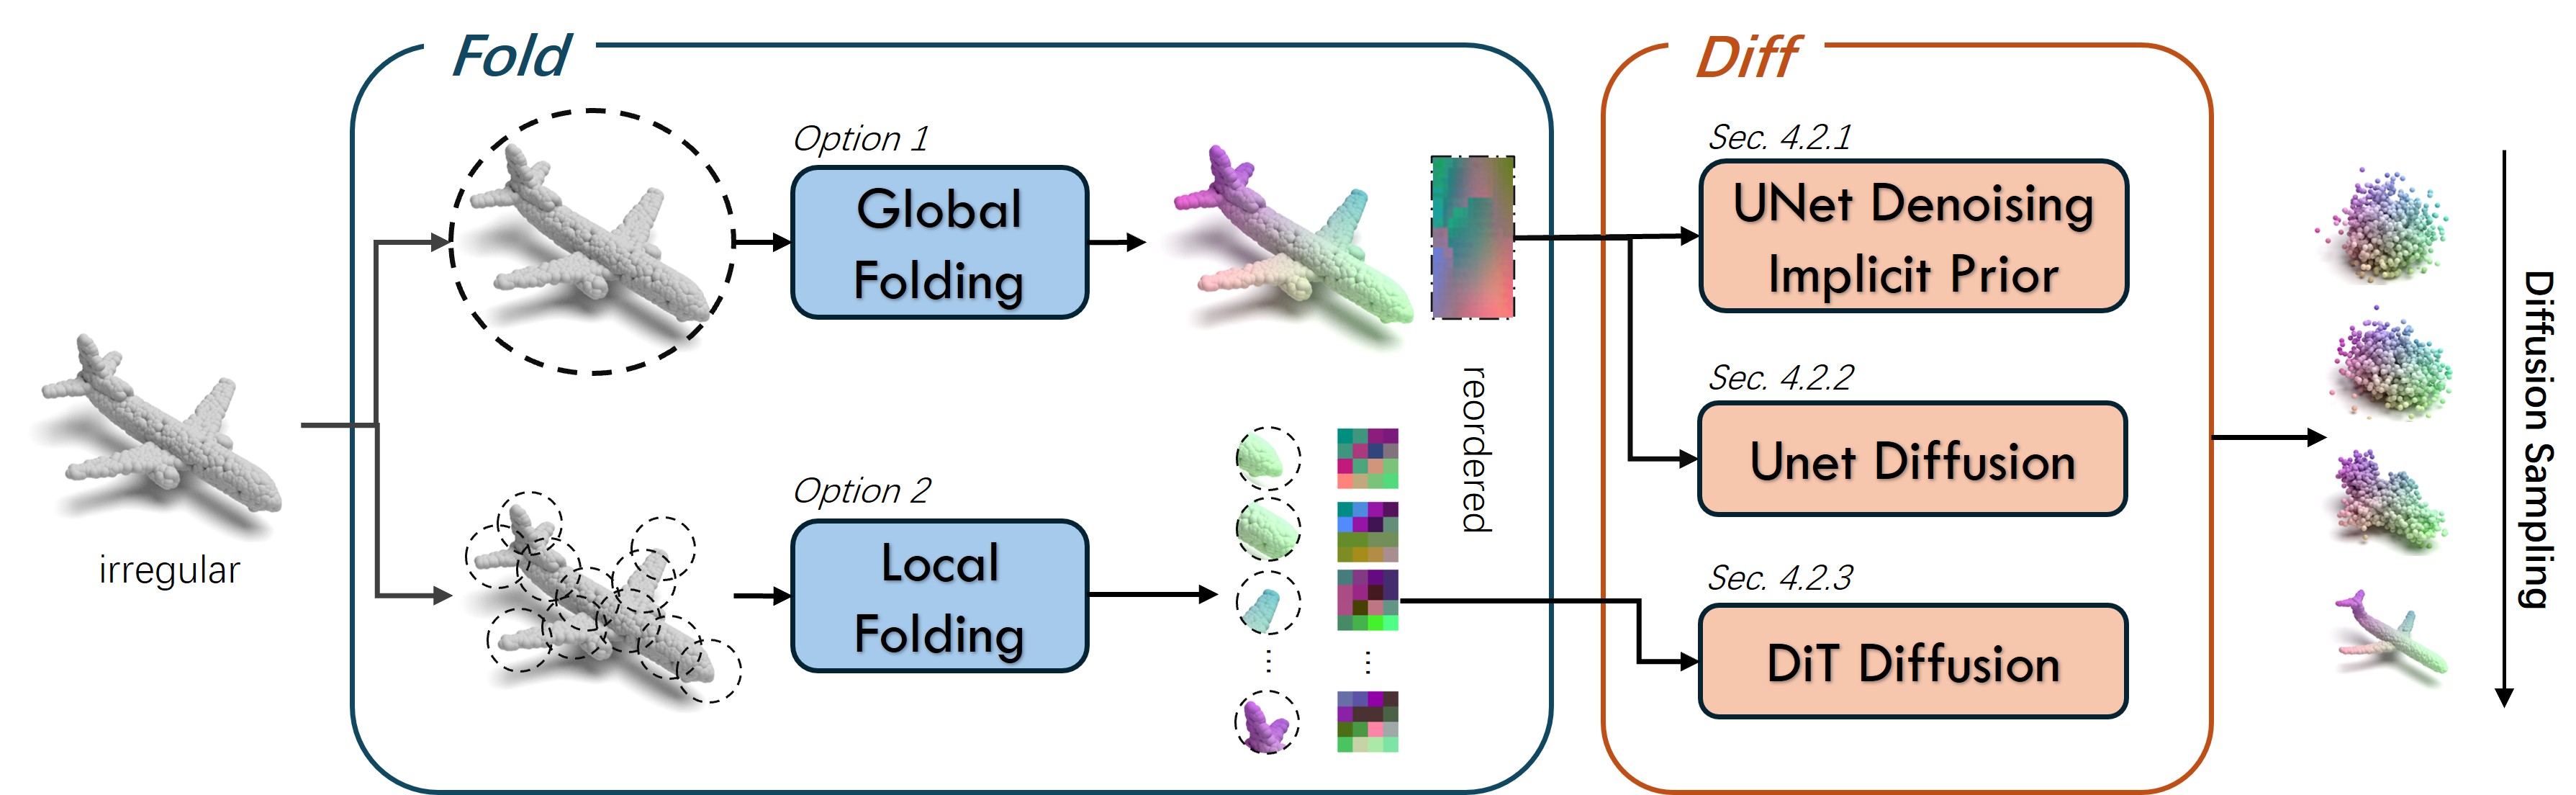 Fold
Diff
Option 1
Global
Folding
Sec. 4.2.1
UNet Denoising
Implicit Prior
irregular
Option 2
Local
Folding
reordered
Sec. 4.2.2
Unet Diffusion
Sec. 4.2.3
DiT Diffusion
Diffusion Sampling